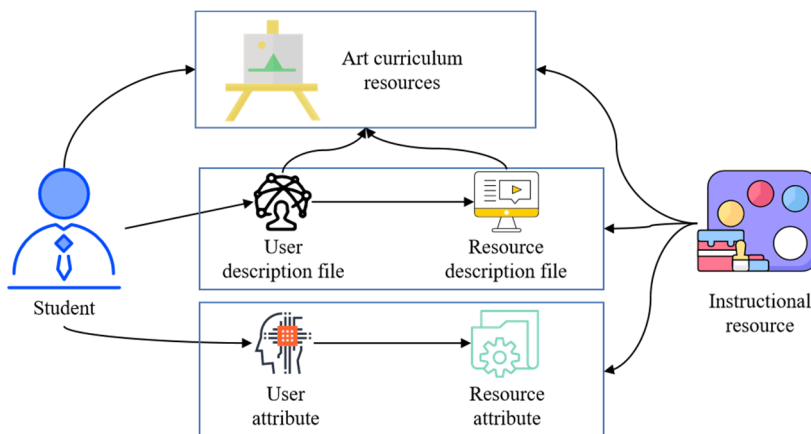 Art curriculum
resources
User
description file
Resource
description file
Student
Instructional
resource
User
attribute
Resource
attribute